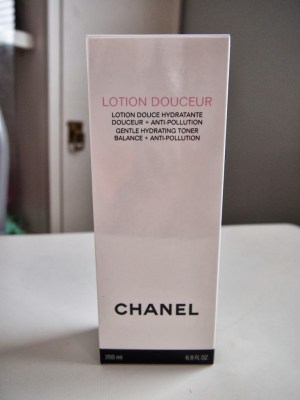 LOTION DOUCEUR
LOTION DOUCE HYDRATANTE
DOUCEUR + ANTI-POLLUTION
GENTLE HYDRATING TONER
BALANCE + ANTI-POLLUTION
CHANEL
200 ml 6.8 FL. OZ.